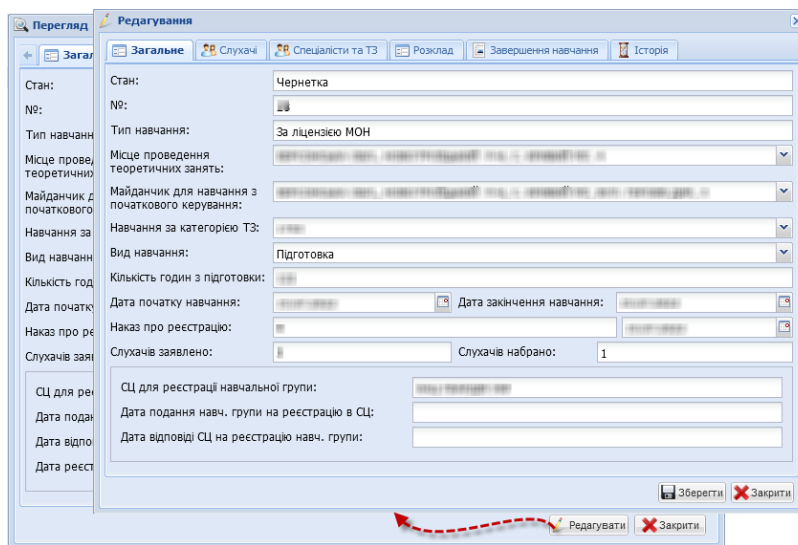 Перегляд
Редагування
Загал
Загальне Слухачі Спеціалісти та ТЗ Розклад Завершення навчання Історія
Стан:
Стан: Чернетка
№:
№:
Тип навчанн
Тип навчання: За ліцензією МОН
Місце прове
теоретичних
Місце проведення
теоретичних занять:
Майданчик д
початкового
Майданчик для навчання з
початкового керування:
Навчання за
Навчання за категорією ТЗ:
Вид навчанн
Вид навчання: Підготовка
Кількість год
Кількість годин з підготовки:
Дата початку
Дата початку навчання: Дата закінчення навчання:
Наказ про ре
Наказ про реєстрацію:
Слухачів заяв
Слухачів заявлено: Слухачів набрано: 1
СЦ для рее
СЦ для реєстрації навчальної групи:
Дата подан
Дата подання навч. групи на реєстрацію в СЦ:
Дата відпо
Дата відповіді СЦ на реєстрацію навч. групи:
Дата реєст
Зберегти Закрити
Редагувати Закрити